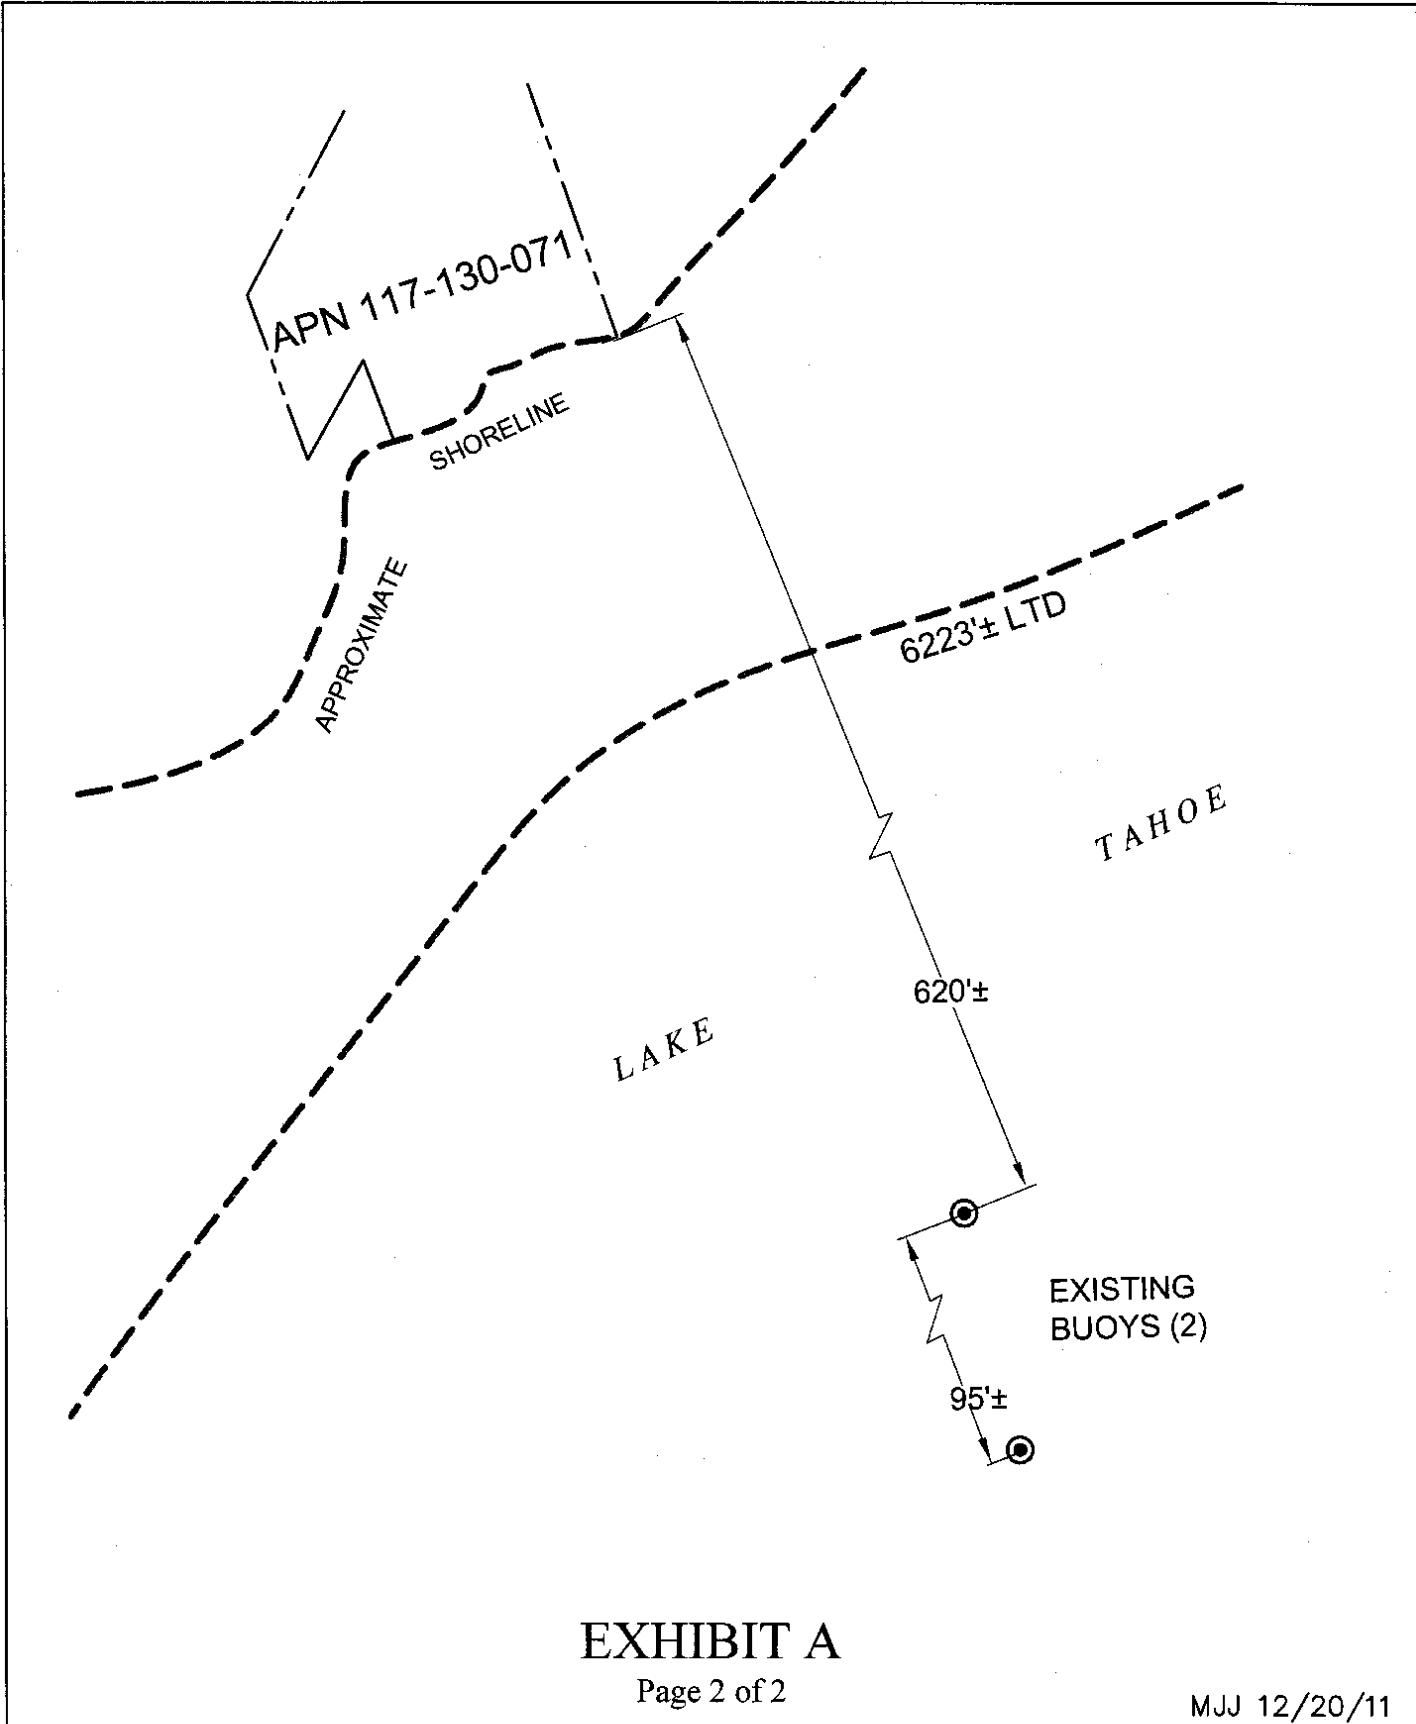 APN 117-130-071
SHORELINE
APPROXIMATE
6223'± LTD
TAHOE
620'±
LAKE
EXISTING
BUOYS (2)
95'±
EXHIBIT A
Page 2 of 2
MJJ 12/20/11